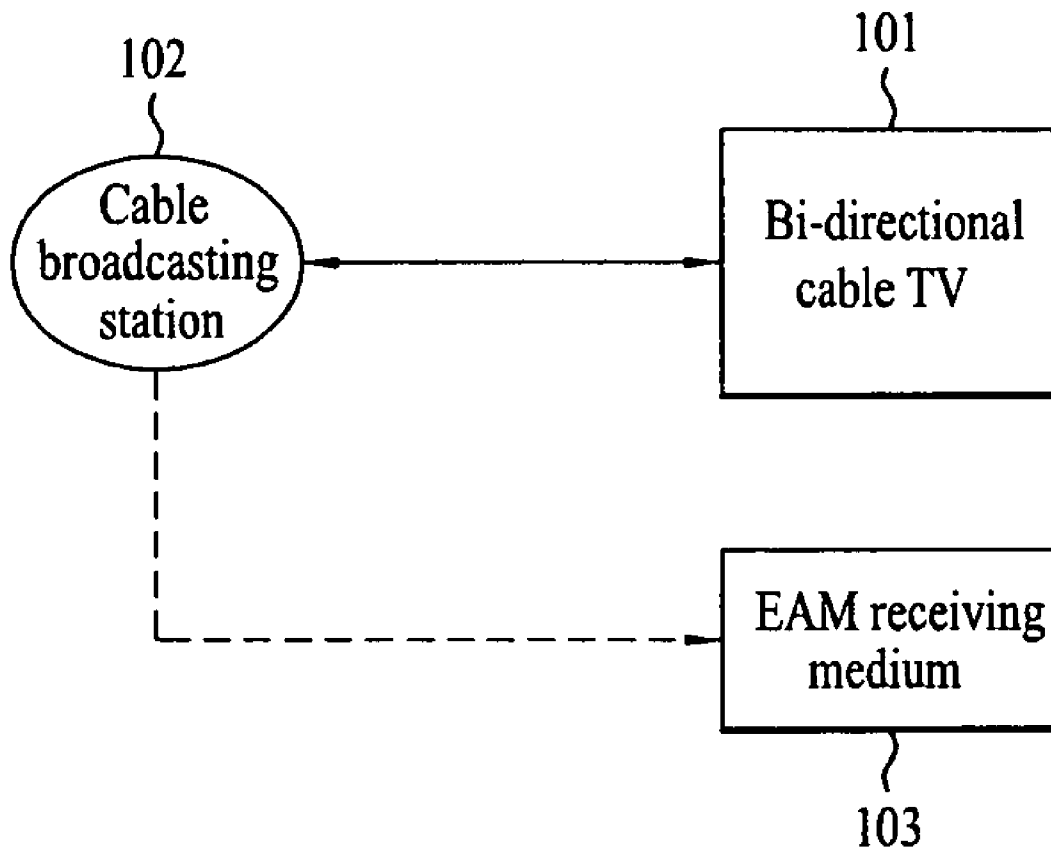 102
101
Cable
broadcasting
station
Bi-directional
cable TV
EAM receiving
medium
103